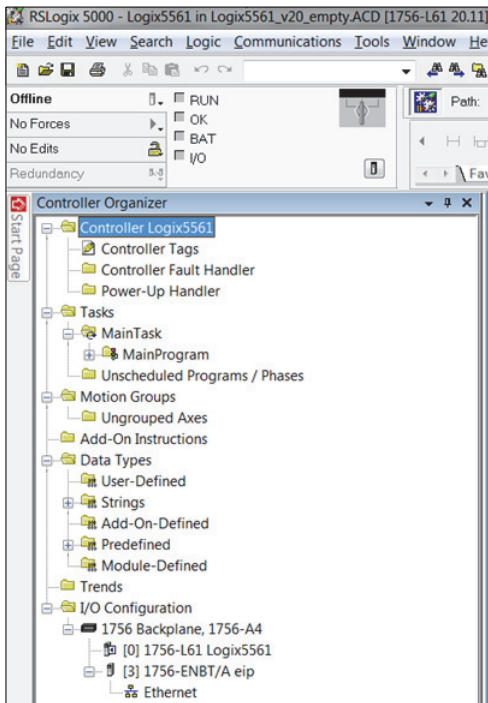 RSLogix 5000 - Logix5561 in Logix5561_v20_empty.ACD [1756-L61 20.11]
File Edit View Search Logic Communications Tools Window He
Offline
RUN
No Forces
OK
No Edits
BAT
Redundancy
I/O
Path:
Fav
Start Page
Controller Organizer
Controller Logix5561
Controller Tags
Controller Fault Handler
Power-Up Handler
Tasks
MainTask
MainProgram
Unscheduled Programs / Phases
Motion Groups
Ungrouped Axes
Add-On Instructions
Data Types
User-Defined
Strings
Add-On-Defined
Predefined
Module-Defined
Trends
I/O Configuration
1756 Backplane, 1756-A4
[0] 1756-L61 Logix5561
[3] 1756-ENBT/A eip
Ethernet